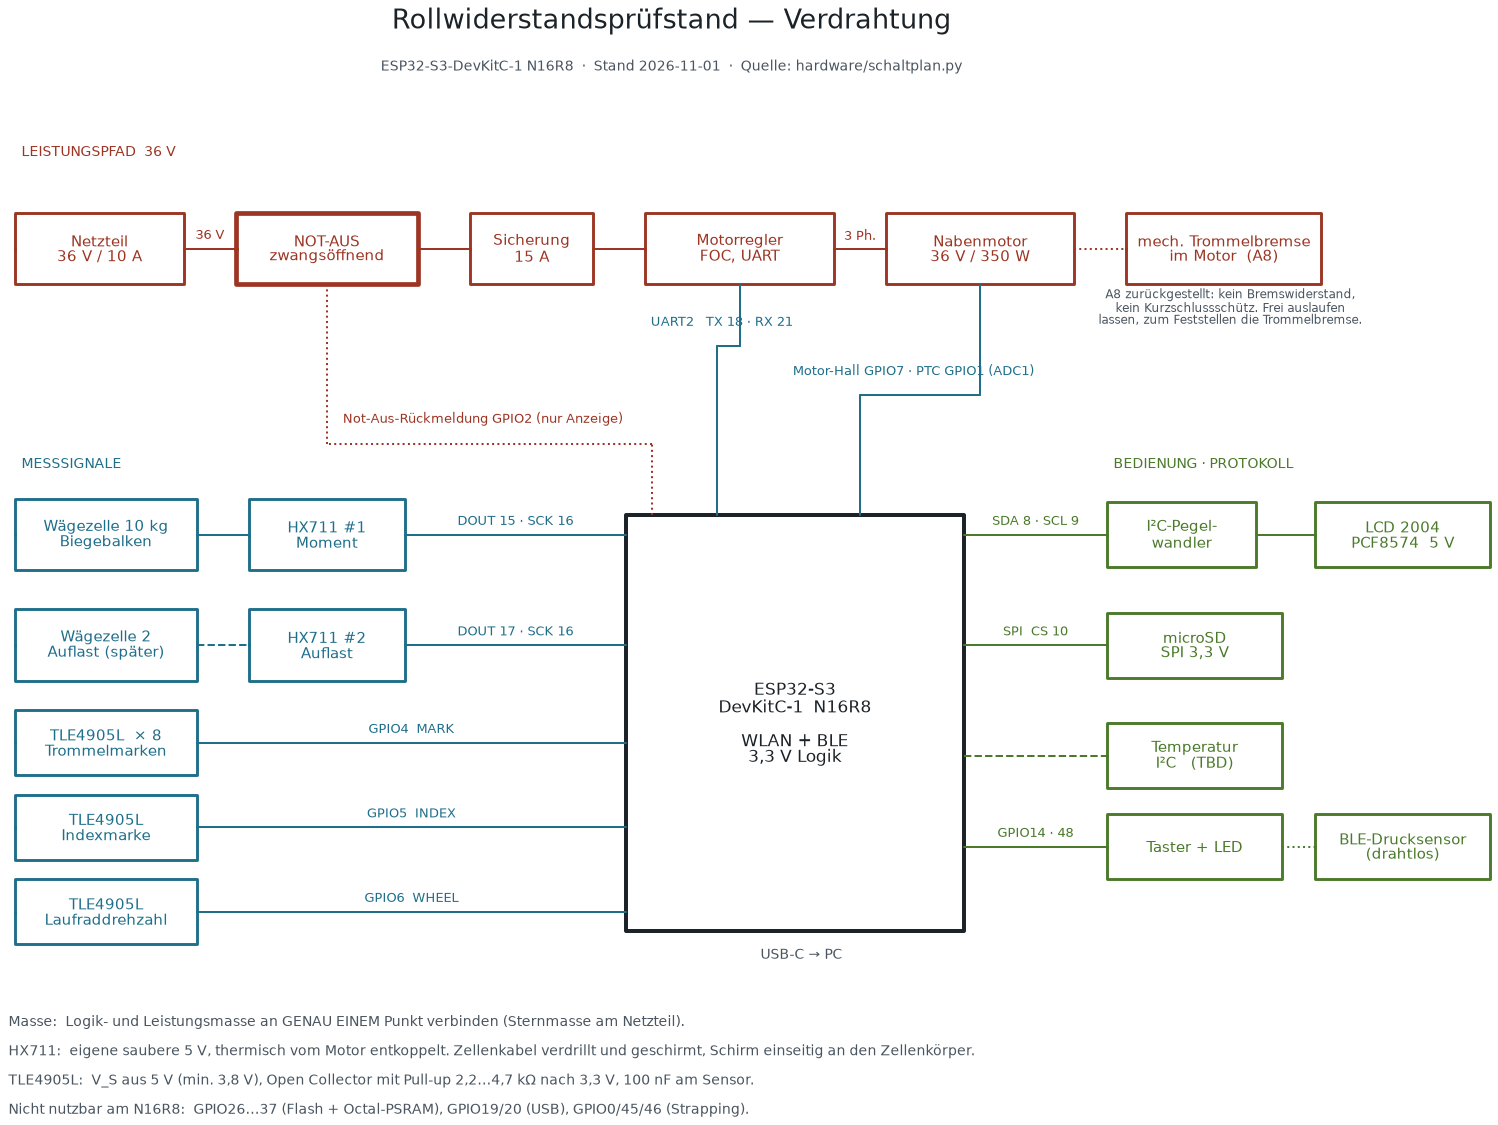 Rollwiderstandsprüfstand — Verdrahtung
ESP32-S3-DevKitC-1 N16R8 · Stand 2026-11-01 · Quelle: hardware/schaltplan.py
LEISTUNGSPFAD 36 V
Netzteil
36 V / 10 A
36 V
NOT-AUS
zwangsöffnend
Sicherung
15 A
Motorregler
FOC, UART
3 Ph.
Nabenmotor
36 V / 350 W
mech. Trommelbremse
im Motor (A8)
A8 zurückgestellt: kein Bremswiderstand,
kein Kurzschlussschütz. Frei auslaufen
lassen, zum Feststellen die Trommelbremse.
UART2 TX 18 · RX 21
Motor-Hall GPIO7 · PTC GPIO1 (ADC1)
Not-Aus-Rückmeldung GPIO2 (nur Anzeige)
MESSSIGNALE
Wägezelle 10 kg
Biegebalken
HX711 #1
Moment
DOUT 15 · SCK 16
Wägezelle 2
Auflast (später)
HX711 #2
Auflast
DOUT 17 · SCK 16
TLE4905L × 8
Trommelmarken
GPIO4 MARK
TLE4905L
Indexmarke
GPIO5 INDEX
TLE4905L
Laufraddrehzahl
GPIO6 WHEEL
ESP32-S3
DevKitC-1 N16R8
WLAN + BLE
3,3 V Logik
USB-C → PC
BEDIENUNG · PROTOKOLL
SDA 8 · SCL 9
I²C-Pegel-
wandler
LCD 2004
PCF8574 5 V
SPI CS 10
microSD
SPI 3,3 V
Temperatur
I²C (TBD)
GPIO14 · 48
Taster + LED
BLE-Drucksensor
(drahtlos)
Masse: Logik- und Leistungsmasse an GENAU EINEM Punkt verbinden (Sternmasse am Netzteil).
HX711: eigene saubere 5 V, thermisch vom Motor entkoppelt. Zellenkabel verdrillt und geschirmt, Schirm einseitig an den Zellenkörper.
TLE4905L: V_S aus 5 V (min. 3,8 V), Open Collector mit Pull-up 2,2…4,7 kΩ nach 3,3 V, 100 nF am Sensor.
Nicht nutzbar am N16R8: GPIO26…37 (Flash + Octal-PSRAM), GPIO19/20 (USB), GPIO0/45/46 (Strapping).